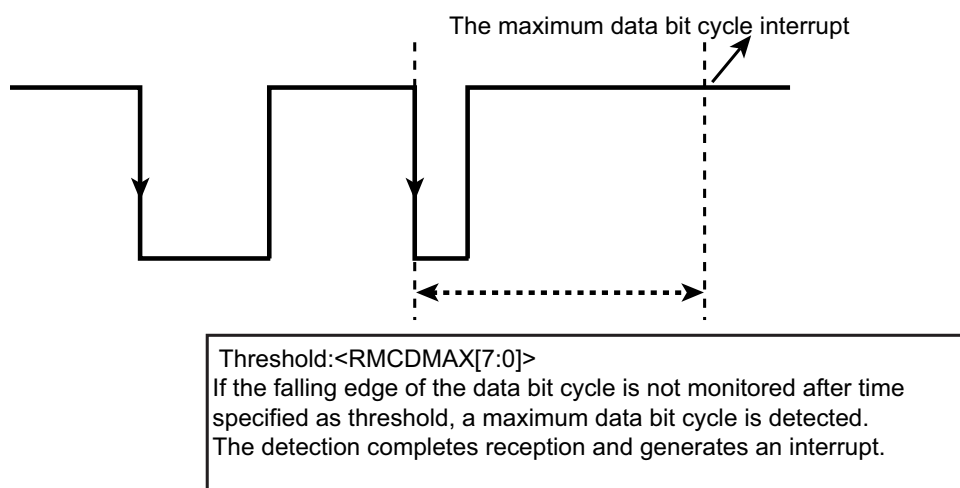 The maximum data bit cycle interrupt
Threshold:<RMCDMAX[7:0]>
If the falling edge of the data bit cycle is not monitored after time
specified as threshold, a maximum data bit cycle is detected.
The detection completes reception and generates an interrupt.